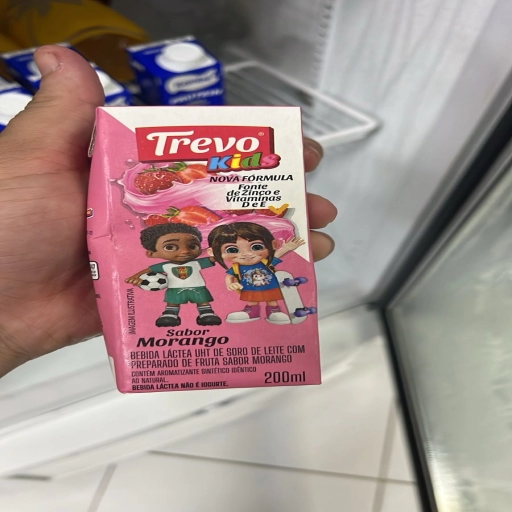 Trevo
Kids
NOVA FÓRMULA
Fonte
de Zinco e
Vitaminas
D e E
IMAGEM ILUSTRATIVA
Sabor
Morango
BEBIDA LÁCTEA UHT DE SORO DE LEITE COM
PREPARADO DE FRUTA SABOR MORANGO
CONTÉM AROMATIZANTE SINTÉTICO IDÊNTICO
AO NATURAL.
BEBIDA LÁCTEA NÃO É IOGURTE.
200ml